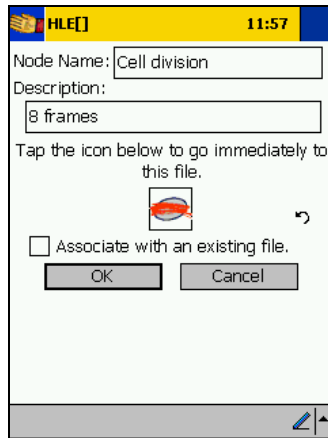 HLE[] 11:57
Node Name: Cell division
Description:
8 frames
Tap the icon below to go immediately to
this file.
Associate with an existing file.
OK Cancel